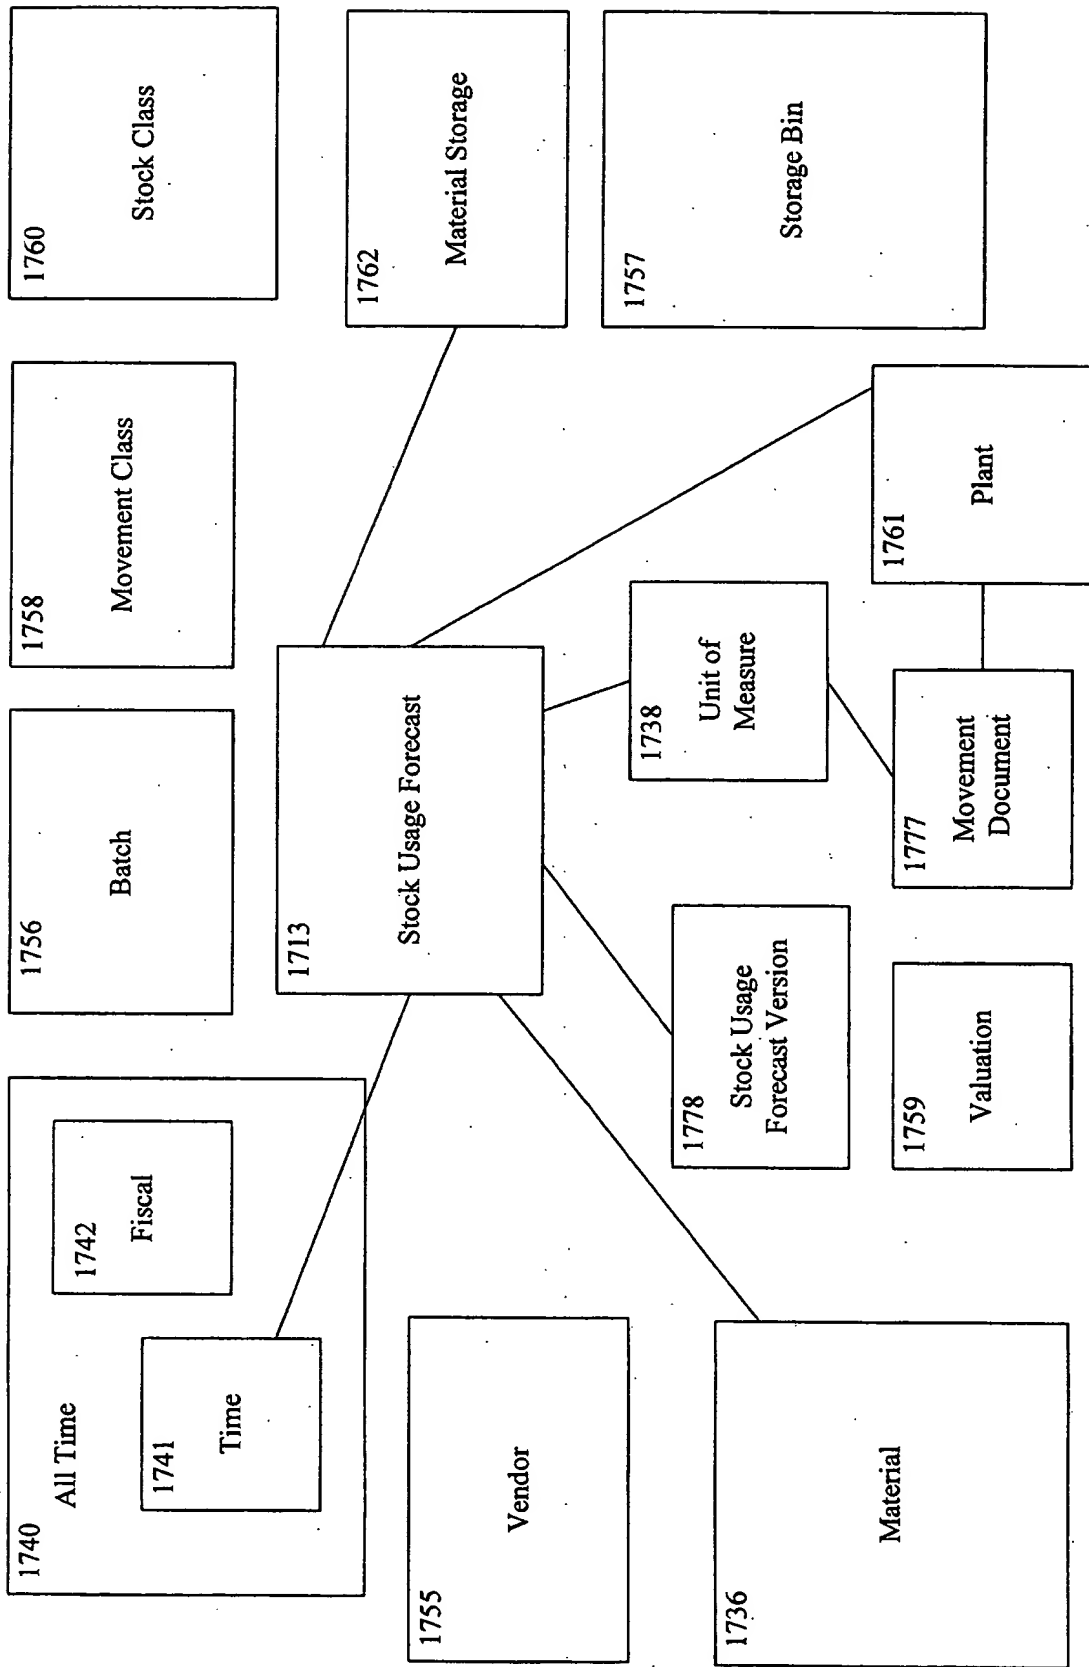 1740
All Time
1741
Time
1742
Fiscal
1756
Batch
1758
Movement Class
1760
Stock Class
1755
Vendor
1713
Stock Usage Forecast
1762
Material Storage
1736
Material
1778
Stock Usage
Forecast Version
1738
Unit of
Measure
1757
Storage Bin
1759
Valuation
1777
Movement
Document
1761
Plant